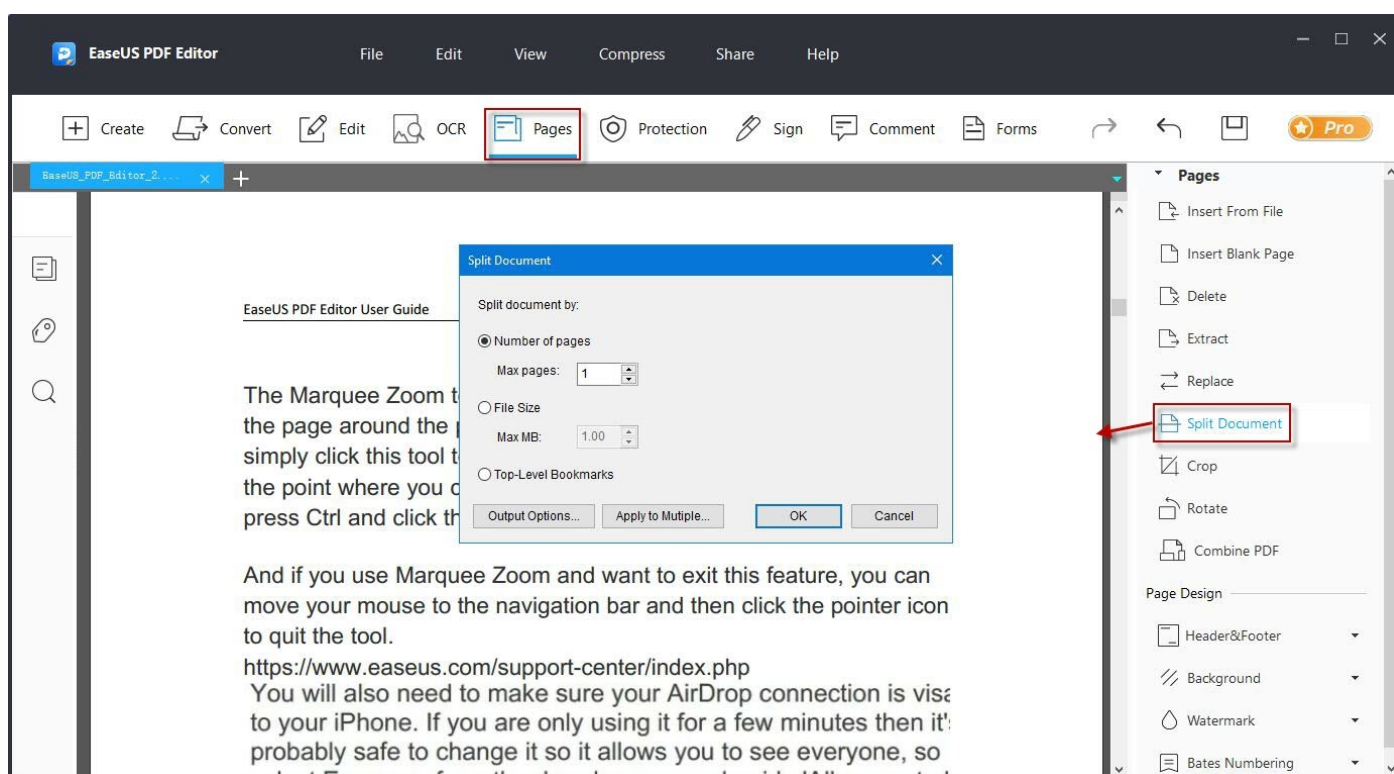 EaseUS PDF Editor File Edit View Compress Share Help
Create Convert Edit OCR Pages Protection Sign Comment Forms Pro
EaseUS_PDF_Editor_2....
Pages
Insert From File
Insert Blank Page
Delete
Extract
Replace
Split Document
Crop
Rotate
Combine PDF
Page Design
Header&Footer
Background
Watermark
Bates Numbering
EaseUS PDF Editor User Guide
The Marquee Zoom
the page around the
simply click this tool
the point where you
press Ctrl and click
Split Document
Split document by:
Number of pages
Max pages: 1
File Size
Max MB: 1.00
Top-Level Bookmarks
Output Options... Apply to Mutiple... OK Cancel
And if you use Marquee Zoom and want to exit this feature, you can
move your mouse to the navigation bar and then click the pointer icon
to quit the tool.
https://www.easeus.com/support-center/index.php
You will also need to make sure your AirDrop connection is
to your iPhone. If you are only using it for a few minutes then
probably safe to change it so it allows you to see everyone, so